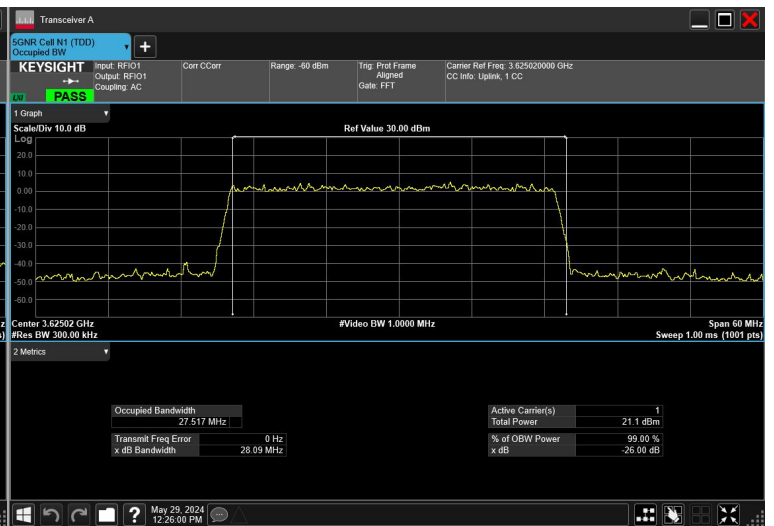 Transceiver A
5GNR Cell N1 (TDD)
Occupied BW
+
KEYSIGHT
Input: RFIO1
Output: RFIO1
Coupling: AC
Corr CCorr
Range: -60 dBm
Trig: Prot Frame
Aligned
Gate: FFT
Carrier Ref Freq: 3.625020000 GHz
CC Info: Uplink, 1 CC
LXI
PASS
1 Graph
Scale/Div 10.0 dB
Ref Value 30.00 dBm
Log
20.0
10.0
0.00
-10.0
-20.0
-30.0
-40.0
-50.0
-60.0
Center 3.62502 GHz
#Video BW 1.0000 MHz
Span 60 MHz
#Res BW 300.00 kHz
Sweep 1.00 ms (1001 pts)
2 Metrics
Occupied Bandwidth
27.517 MHz
Transmit Freq Error 0 Hz
x dB Bandwidth 28.09 MHz
Active Carrier(s) 1
Total Power 21.1 dBm
% of OBW Power 99.00 %
x dB -26.00 dB
?
May 29, 2024
12:26:00 PM